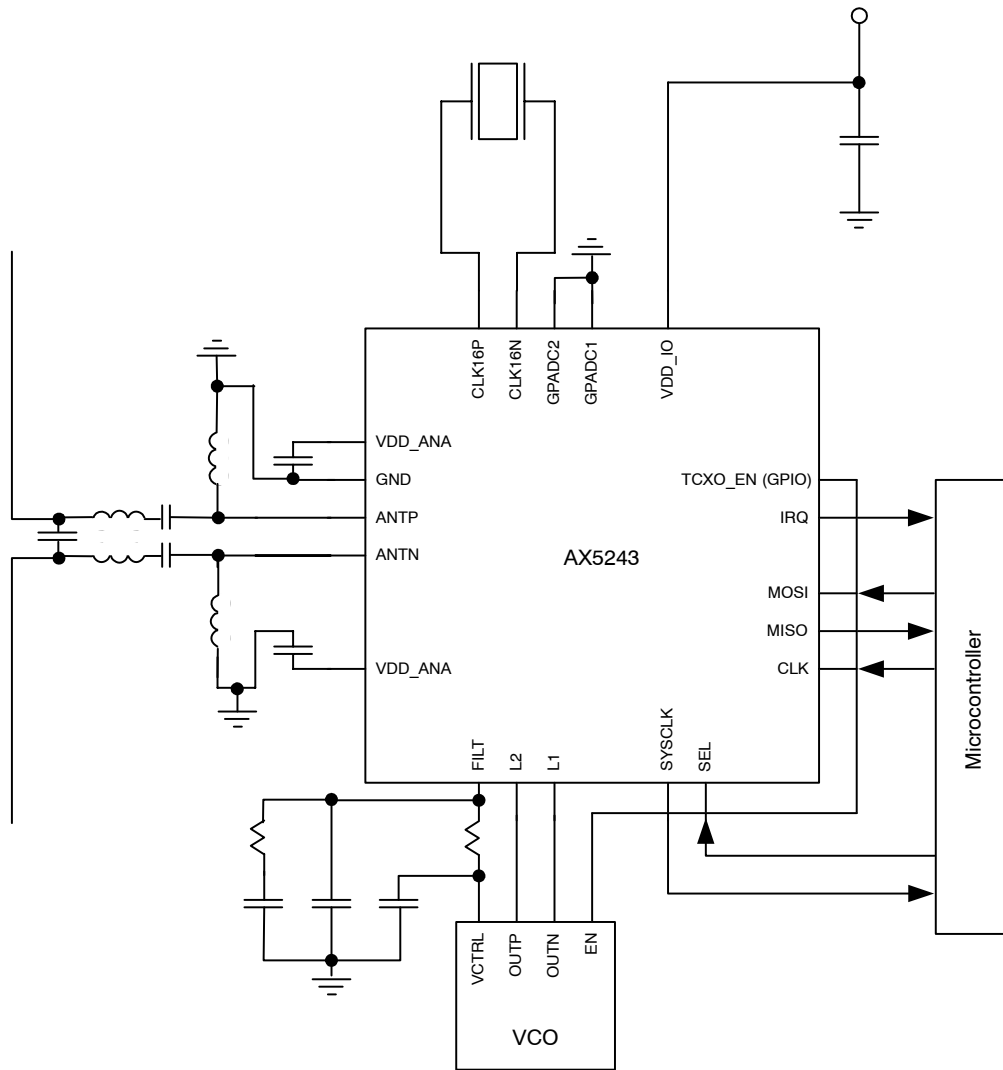 CLK16P
CLK16N
GPADC2
GPADC1
VDD_IO
VDD_ANA
GND
ANTP
ANTN
VDD_ANA
AX5243
TCXO_EN (GPIO)
IRQ
MOSI
MISO
CLK
FILT
L2
L1
SYSCLK
SEL
Microcontroller
VCTRL
OUTP
OUTN
EN
VCO